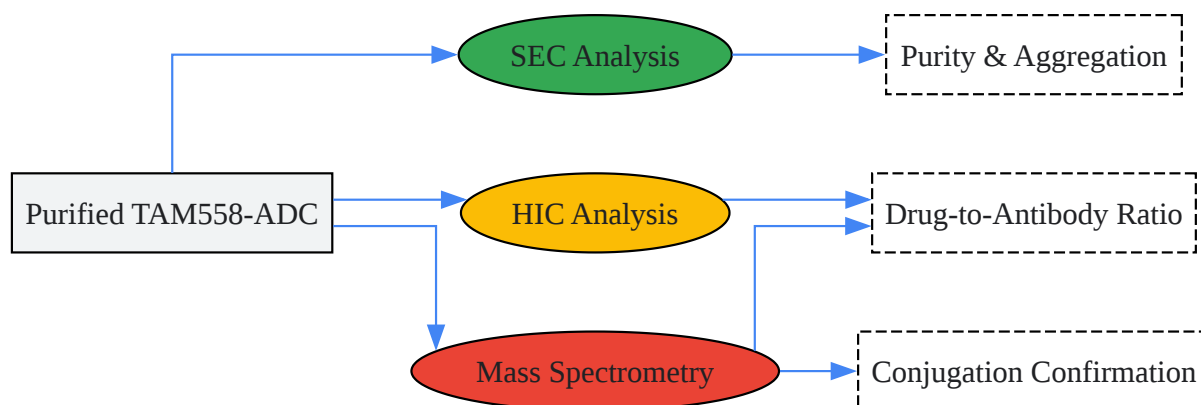 SEC Analysis
Purity & Aggregation
Purified TAM558-ADC
HIC Analysis
Drug-to-Antibody Ratio
Mass Spectrometry
Conjugation Confirmation